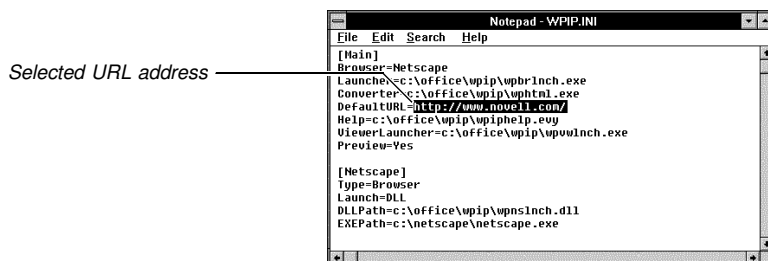 Notepad - WPIP.INI
File Edit Search Help
Selected URL address
[Main]
Browser=Netscape
Launcher=c:\office\wpip\wpbrlnch.exe
Converter=c:\office\wpip\wphtml.exe
DefaultURL=http://www.novell.com/
Help=c:\office\wpip\wpiphelp.evy
ViewerLauncher=c:\office\wpip\wpvwlnch.exe
Preview=Yes
[Netscape]
Type=Browser
Launch=DLL
DLLPath=c:\office\wpip\wpnslnch.dll
EXEPath=c:\netscape\netscape.exe